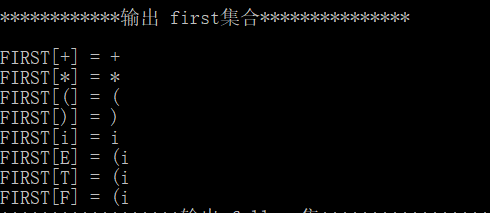 ************输出 first集合***************
FIRST[+] = +
FIRST[*] = *
FIRST[(] = (
FIRST[)] = )
FIRST[i] = i
FIRST[E] = (i
FIRST[T] = (i
FIRST[F] = (i